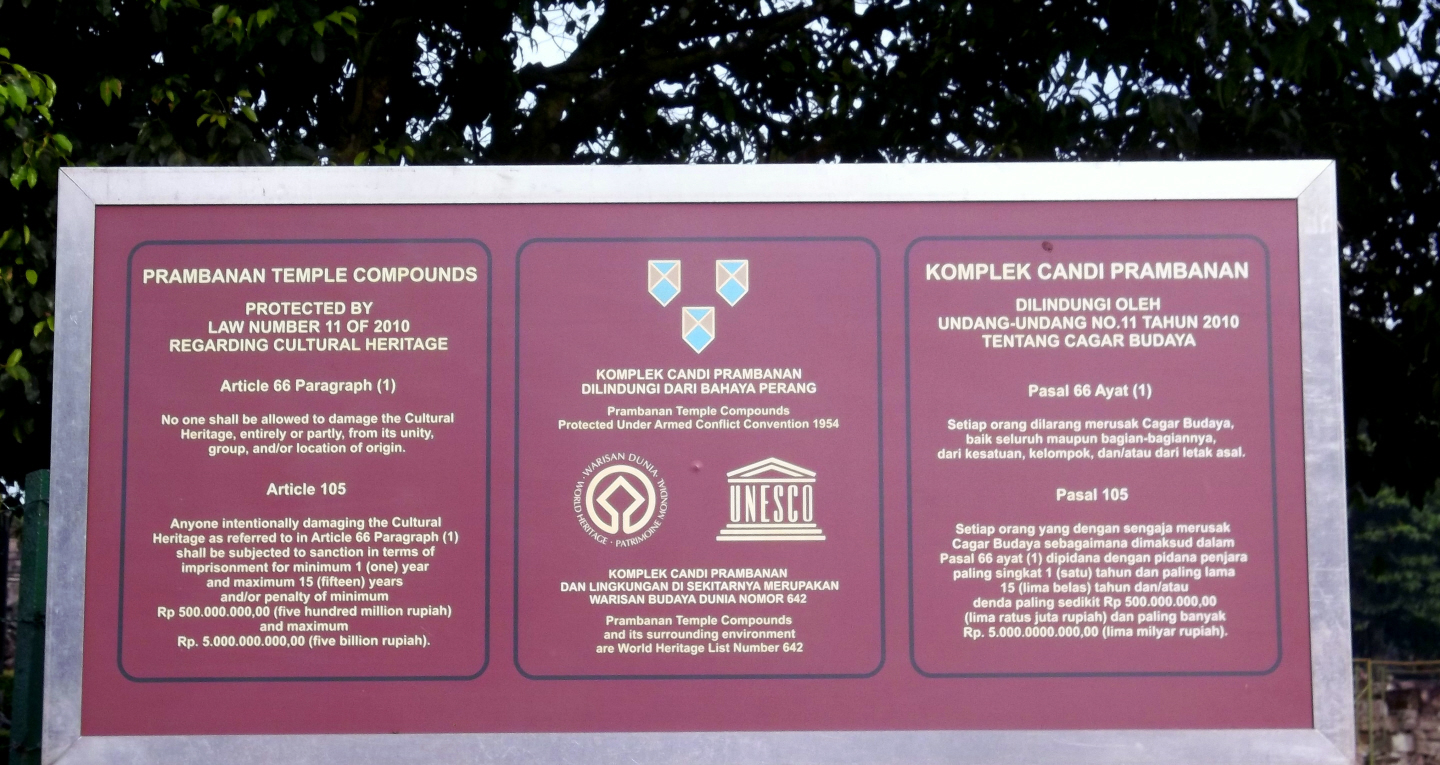 PRAMBANAN TEMPLE COMPOUNDS
PROTECTED BY
LAW NUMBER 11 OF 2010
REGARDING CULTURAL HERITAGE
Article 66 Paragraph (1)
No one shall be allowed to damage the Cultural
Heritage, entirely or partly, from its unity,
group, and/or location of origin.
Article 105
Anyone intentionally damaging the Cultural
Heritage as referred to in Article 66 Paragraph (1)
shall be subjected to sanction in terms of
imprisonment for minimum 1 (one) year
and maximum 15 (fifteen) years
and/or penalty of minimum
Rp 500.000.000,00 (five hundred million rupiah)
and maximum
Rp. 5.000.000.000,00 (five billion rupiah).
KOMPLEK CANDI PRAMBANAN
DILINDUNGI DARI BAHAYA PERANG
Prambanan Temple Compounds
Protected Under Armed Conflict Convention 1954
WARISAN DUNIA · WORLD HERITAGE · PATRIMOINE MONDIAL
UNESCO
KOMPLEK CANDI PRAMBANAN
DAN LINGKUNGAN DI SEKITARNYA MERUPAKAN
WARISAN BUDAYA DUNIA NOMOR 642
Prambanan Temple Compounds
and its surrounding environment
are World Heritage List Number 642
KOMPLEK CANDI PRAMBANAN
DILINDUNGI OLEH
UNDANG-UNDANG NO.11 TAHUN 2010
TENTANG CAGAR BUDAYA
Pasal 66 Ayat (1)
Setiap orang dilarang merusak Cagar Budaya,
baik seluruh maupun bagian-bagiannya,
dari kesatuan, kelompok, dan/atau dari letak asal.
Pasal 105
Setiap orang yang dengan sengaja merusak
Cagar Budaya sebagaimana dimaksud dalam
Pasal 66 ayat (1) dipidana dengan pidana penjara
paling singkat 1 (satu) tahun dan paling lama
15 (lima belas) tahun dan/atau
denda paling sedikit Rp 500.000.000,00
(lima ratus juta rupiah) dan paling banyak
Rp. 5.000.0000.000,00 (lima milyar rupiah).